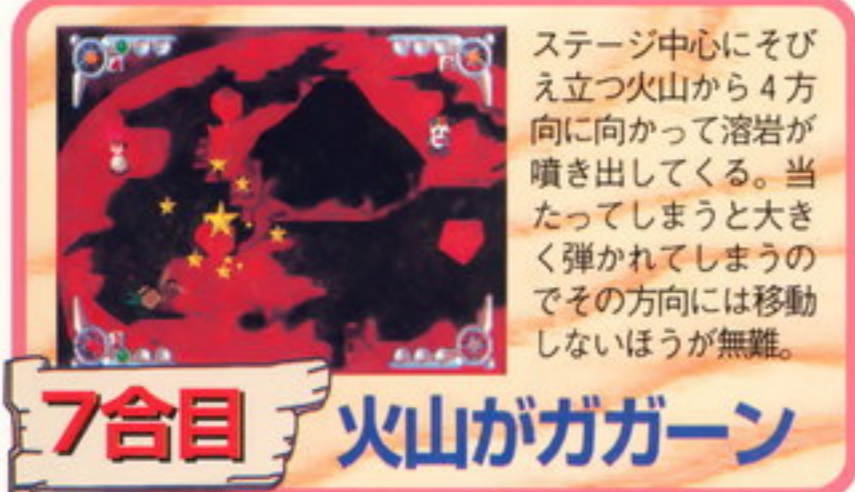 ステージ中心にそび
え立つ火山から4方
向に向かって溶岩が
噴き出してくる。当
たってしまうと大き
く弾かれてしまうの
でその方向には移動
しないほうが無難。
7合目
火山がガガーン